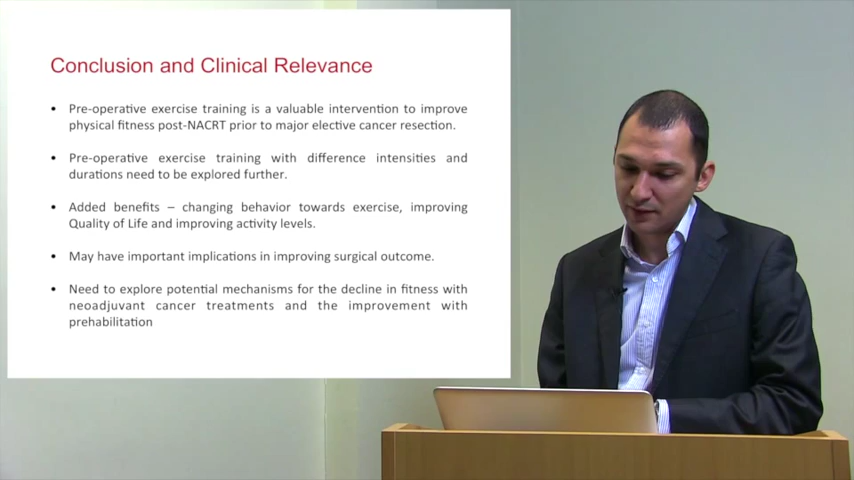 Conclusion and Clinical Relevance
• Pre-operative exercise training is a valuable intervention to improve
physical fitness post-NACRT prior to major elective cancer resection.
• Pre-operative exercise training with difference intensities and
durations need to be explored further.
• Added benefits – changing behavior towards exercise, improving
Quality of Life and improving activity levels.
• May have important implications in improving surgical outcome.
• Need to explore potential mechanisms for the decline in fitness with
neoadjuvant cancer treatments and the improvement with
prehabilitation